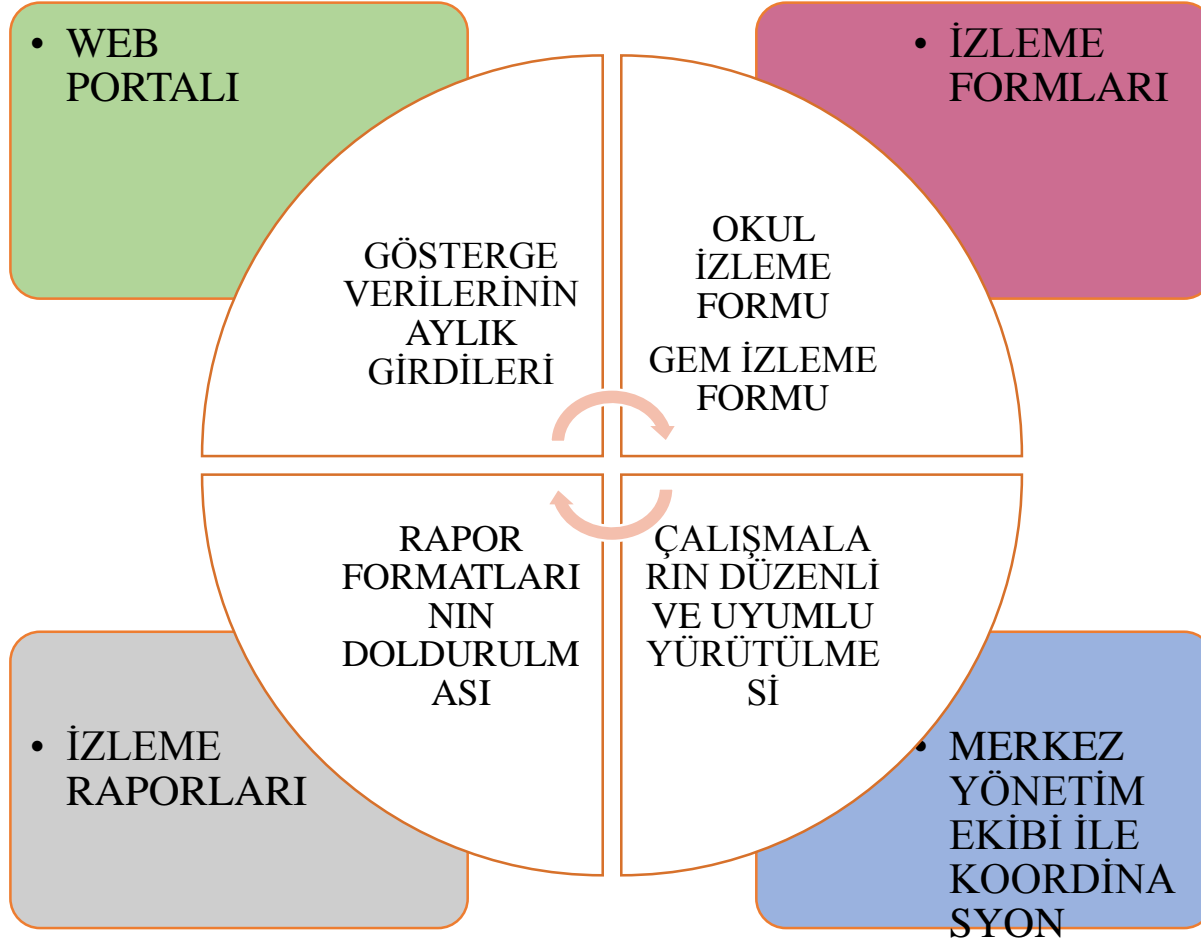 • WEB
PORTALI
• İZLEME
FORMLARI
GÖSTERGE
VERİLERİNİN
AYLIK
GİRDİLERİ
OKUL
İZLEME
FORMU
GEM İZLEME
FORMU
RAPOR
FORMATLARI
NIN
DOLDURULM
ASI
ÇALIŞMALA
RIN DÜZENLİ
VE UYUMLU
YÜRÜTÜLME
Sİ
• İZLEME
RAPORLARI
• MERKEZ
YÖNETİM
EKİBİ İLE
KOORDİNA
SYON